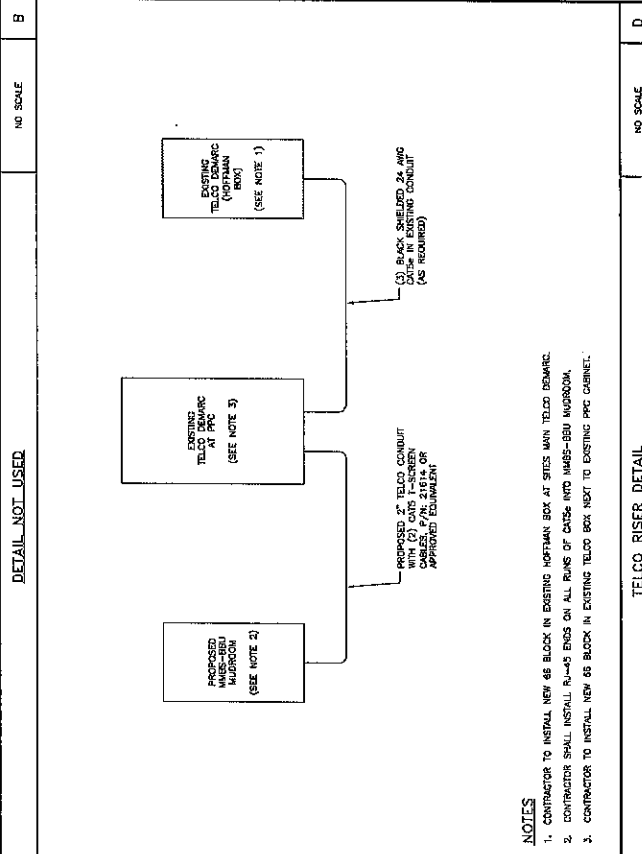 DETAIL NOT USED
NO SCALE
B
PROPOSED
MMBS-BBU
MUDROOM
(SEE NOTE 2)
EXISTING
TELCO DEMARC
AT PPC
(SEE NOTE 3)
EXISTING
TELCO DEMARC
(HOFFMAN
BOX)
(SEE NOTE 1)
PROPOSED 2" TELCO CONDUIT
WITH (2) CAT5 T-SCREEN
CABLES, P/N: 21614 OR
APPROVED EQUIVALENT
(3) BLACK SHIELDED 24 AWG
CAT5e IN EXISTING CONDUIT
(AS REQUIRED)
NOTES
1. CONTRACTOR TO INSTALL NEW 66 BLOCK IN EXISTING HOFFMAN BOX AT SITES MAIN TELCO DEMARC.
2. CONTRACTOR SHALL INSTALL RJ-45 ENDS ON ALL RUNS OF CAT5e INTO MMBS-BBU MUDROOM.
3. CONTRACTOR TO INSTALL NEW 66 BLOCK IN EXISTING TELCO BOX NEXT TO EXISTING PPC CABINET.
TELCO RISER DETAIL
NO SCALE
D